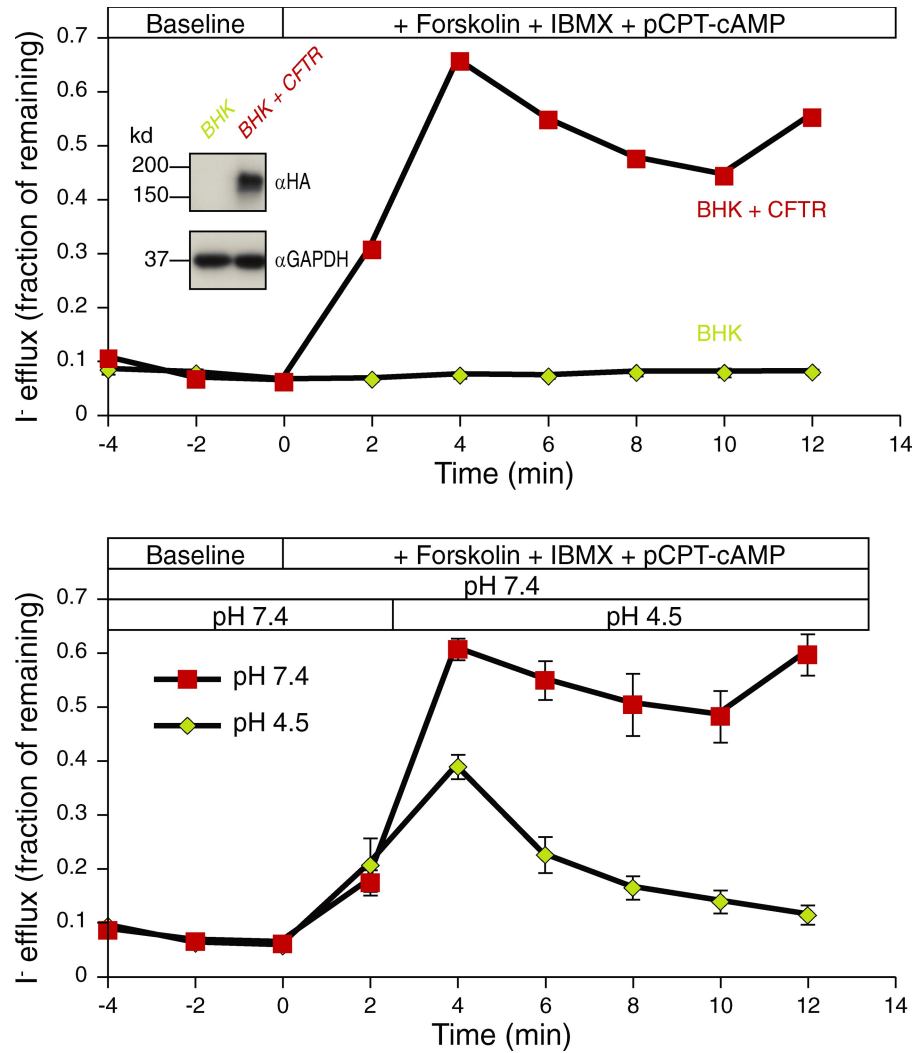 Baseline
+ Forskolin + IBMX + pCPT-cAMP
I- efflux (fraction of remaining)
0.7
0.6
0.5
0.4
0.3
0.2
0.1
0
BHK
BHK + CFTR
kd
200
150
αHA
37
αGAPDH
BHK + CFTR
BHK
-4
-2
0
2
4
6
8
10
12
14
Time (min)
Baseline
+ Forskolin + IBMX + pCPT-cAMP
pH 7.4
pH 7.4
pH 4.5
I- efflux (fraction of remaining)
0.7
0.6
0.5
0.4
0.3
0.2
0.1
0
pH 7.4
pH 4.5
-4
-2
0
2
4
6
8
10
12
14
Time (min)